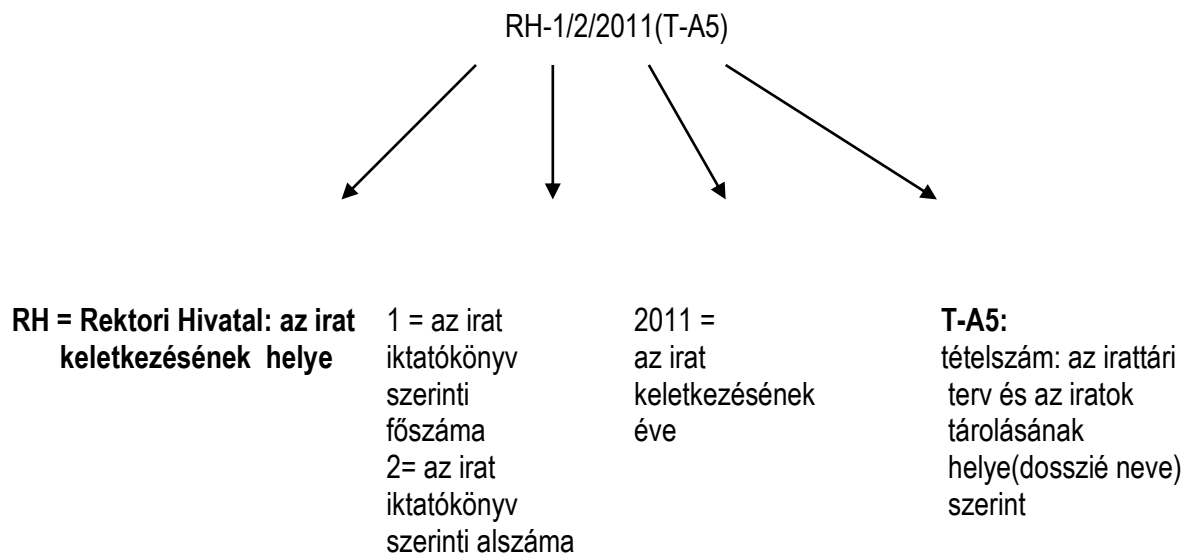 RH-1/2/2011(T-A5)
RH = Rektori Hivatal: az irat
keletkezésének helye
1 = az irat
iktatókönyv
szerinti
főszáma
2= az irat
iktatókönyv
szerinti alszáma
2011 =
az irat
keletkezésének
éve
T-A5:
tételszám: az irattári
terv és az iratok
tárolásának
helye(dosszié neve)
szerint